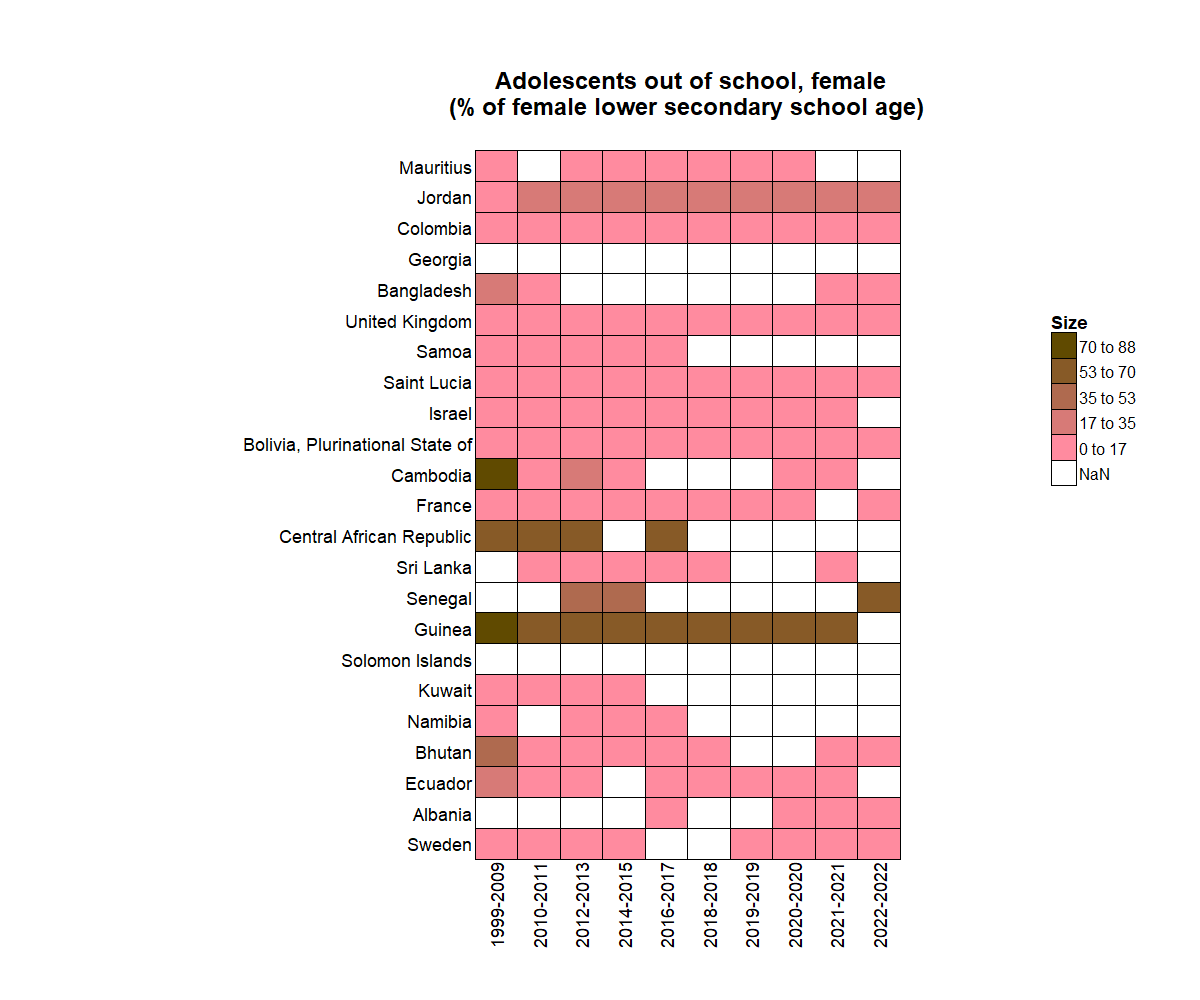 Adolescents out of school, female
(% of female lower secondary school age)
Mauritius
Jordan
Colombia
Georgia
Bangladesh
United Kingdom
Samoa
Saint Lucia
Israel
Bolivia, Plurinational State of
Cambodia
France
Central African Republic
Sri Lanka
Senegal
Guinea
Solomon Islands
Kuwait
Namibia
Bhutan
Ecuador
Albania
Sweden
1999-2009
2010-2011
2012-2013
2014-2015
2016-2017
2018-2018
2019-2019
2020-2020
2021-2021
2022-2022
Size
70 to 88
53 to 70
35 to 53
17 to 35
0 to 17
NaN